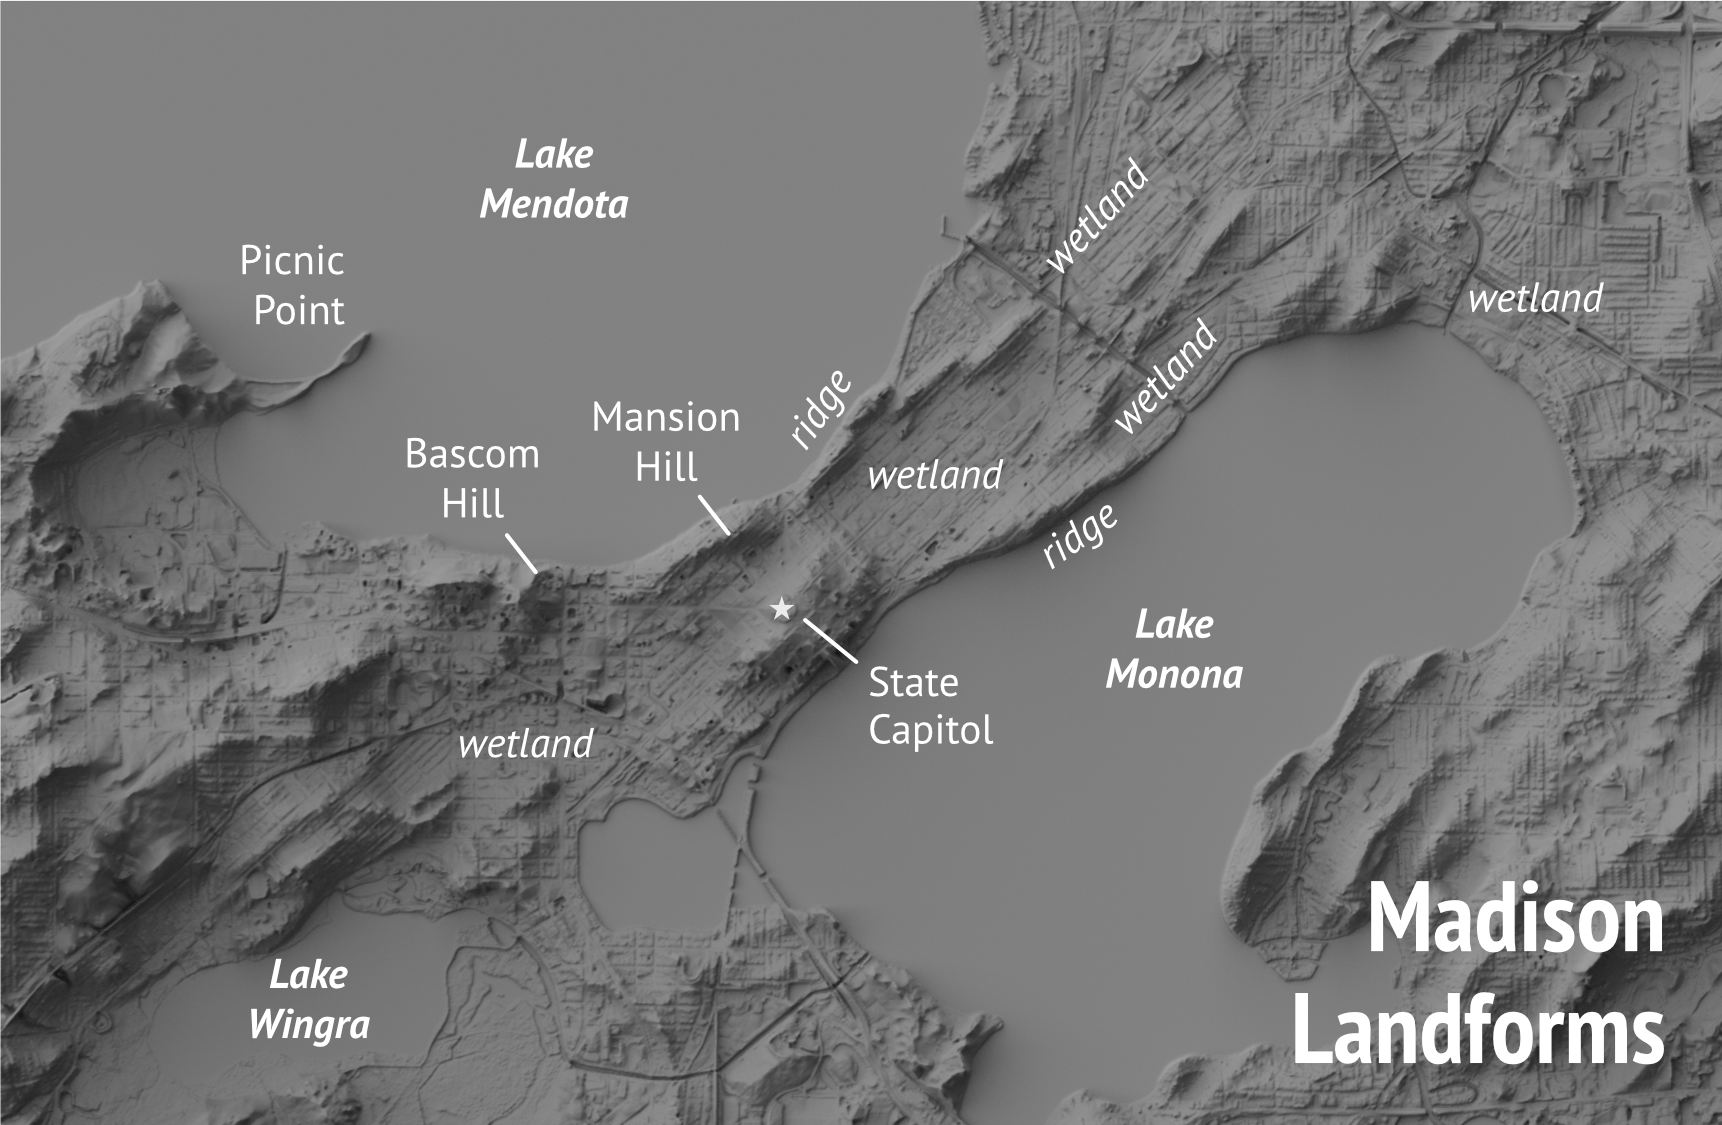 Lake
Mendota
Picnic
Point
wetland
wetland
wetland
ridge
Mansion
Hill
Bascom
Hill
wetland
ridge
Lake
Monona
State
Capitol
wetland
Lake
Wingra
Madison
Landforms